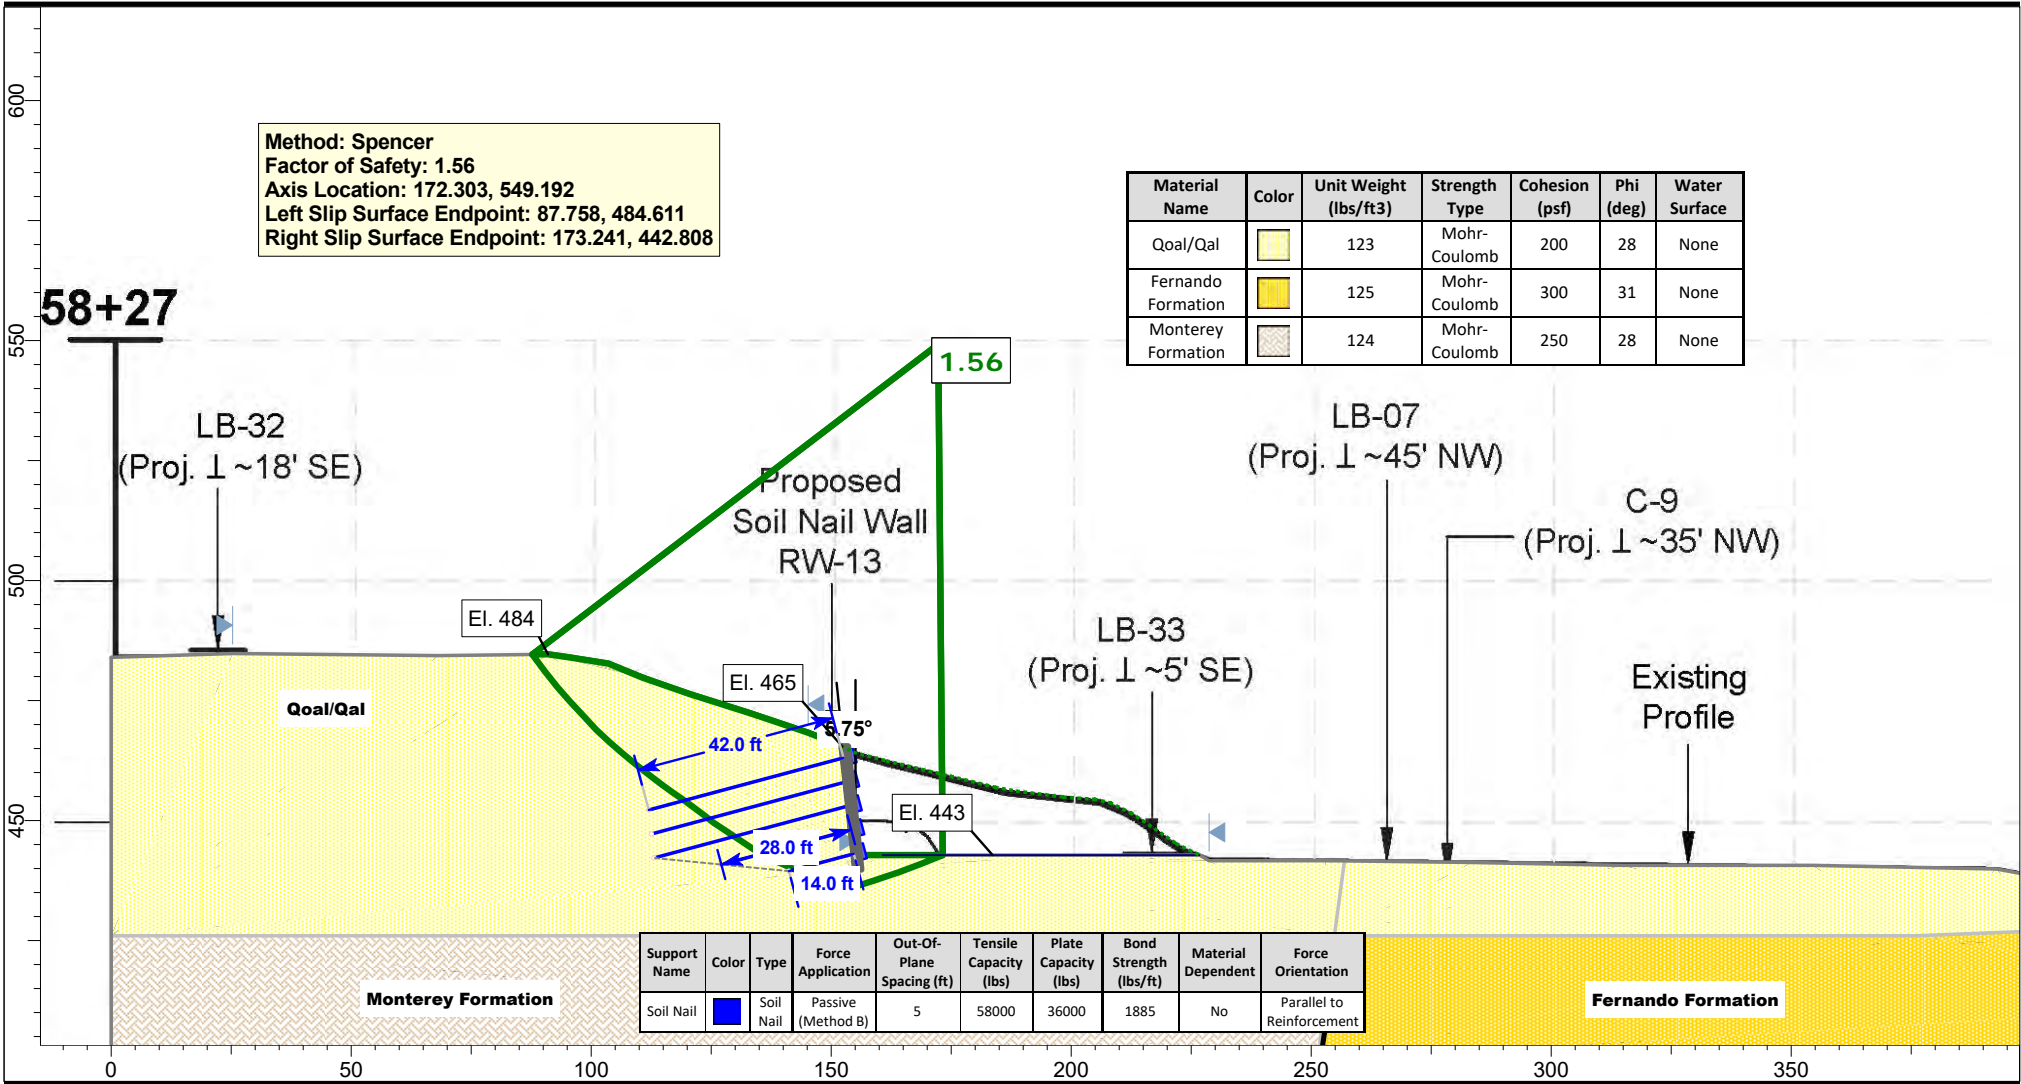 600
550
500
450
Method: Spencer
Factor of Safety: 1.56
Axis Location: 172.303, 549.192
Left Slip Surface Endpoint: 87.758, 484.611
Right Slip Surface Endpoint: 173.241, 442.808
Material Name
Color
Unit Weight (lbs/ft3)
Strength Type
Cohesion (psf)
Phi (deg)
Water Surface
Qoal/Qal
123
Mohr-Coulomb
200
28
None
Fernando Formation
125
Mohr-Coulomb
300
31
None
Monterey Formation
124
Mohr-Coulomb
250
28
None
58+27
1.56
LB-32
(Proj. ⊥ ~18' SE)
Proposed
Soil Nail Wall
RW-13
LB-07
(Proj. ⊥ ~45' NW)
C-9
(Proj. ⊥ ~35' NW)
LB-33
(Proj. ⊥ ~5' SE)
Existing
Profile
El. 484
El. 465
El. 443
5.75°
42.0 ft
28.0 ft
14.0 ft
Qoal/Qal
Monterey Formation
Fernando Formation
Support Name
Color
Type
Force Application
Out-Of-Plane Spacing (ft)
Tensile Capacity (lbs)
Plate Capacity (lbs)
Bond Strength (lbs/ft)
Material Dependent
Force Orientation
Soil Nail
Soil Nail
Passive (Method B)
5
58000
36000
1885
No
Parallel to Reinforcement
0
50
100
150
200
250
300
350